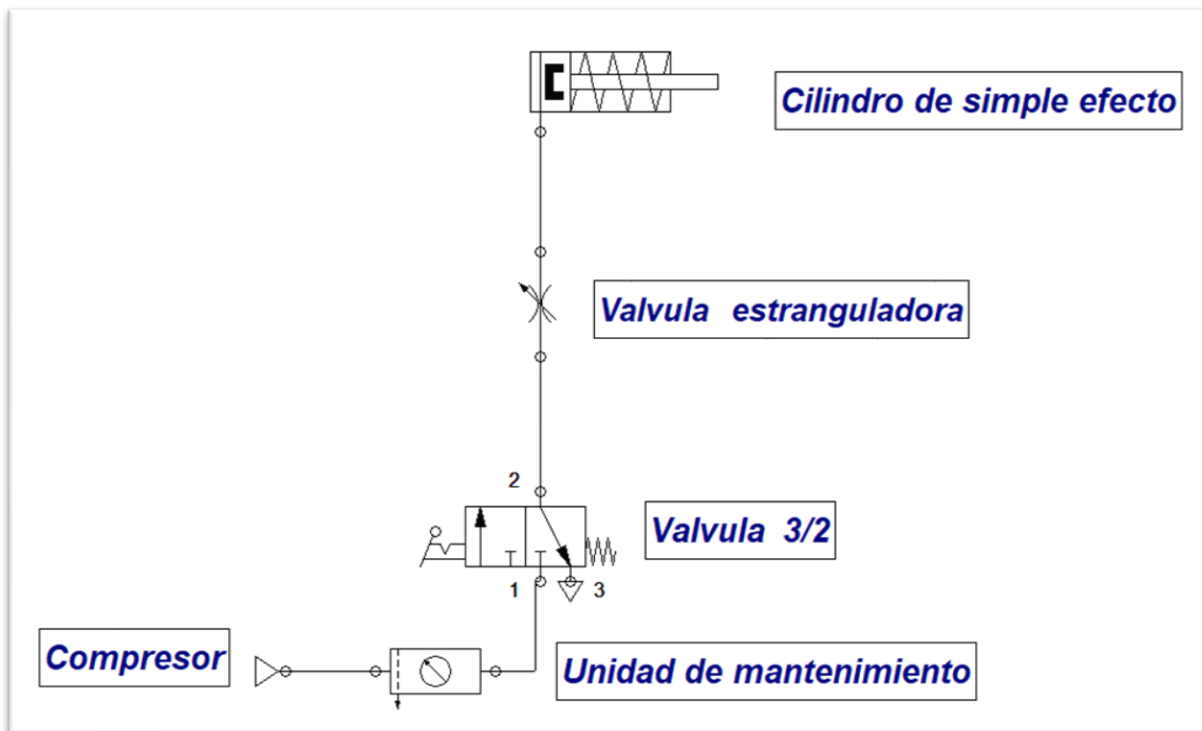 Cilindro de simple efecto
Valvula estranguladora
2
Valvula 3/2
1
3
Compresor
Unidad de mantenimiento